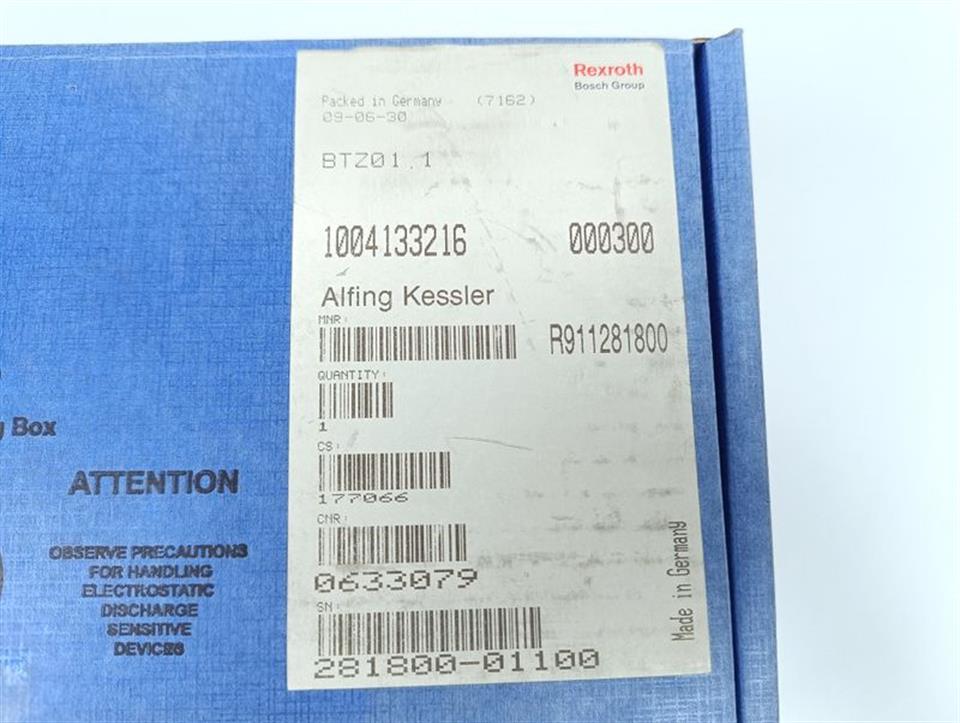 Rexroth
Bosch Group
Packed in Germany (7162)
09-06-30
BTZ01.1
1004133216 000300
Alfing Kessler
MNR:
R911281800
QUANTITY:
1
CS:
177066
CNR:
0633079
SN:
281800-01100
Made in Germany
Box
ATTENTION
OBSERVE PRECAUTIONS
FOR HANDLING
ELECTROSTATIC
DISCHARGE
SENSITIVE
DEVICES